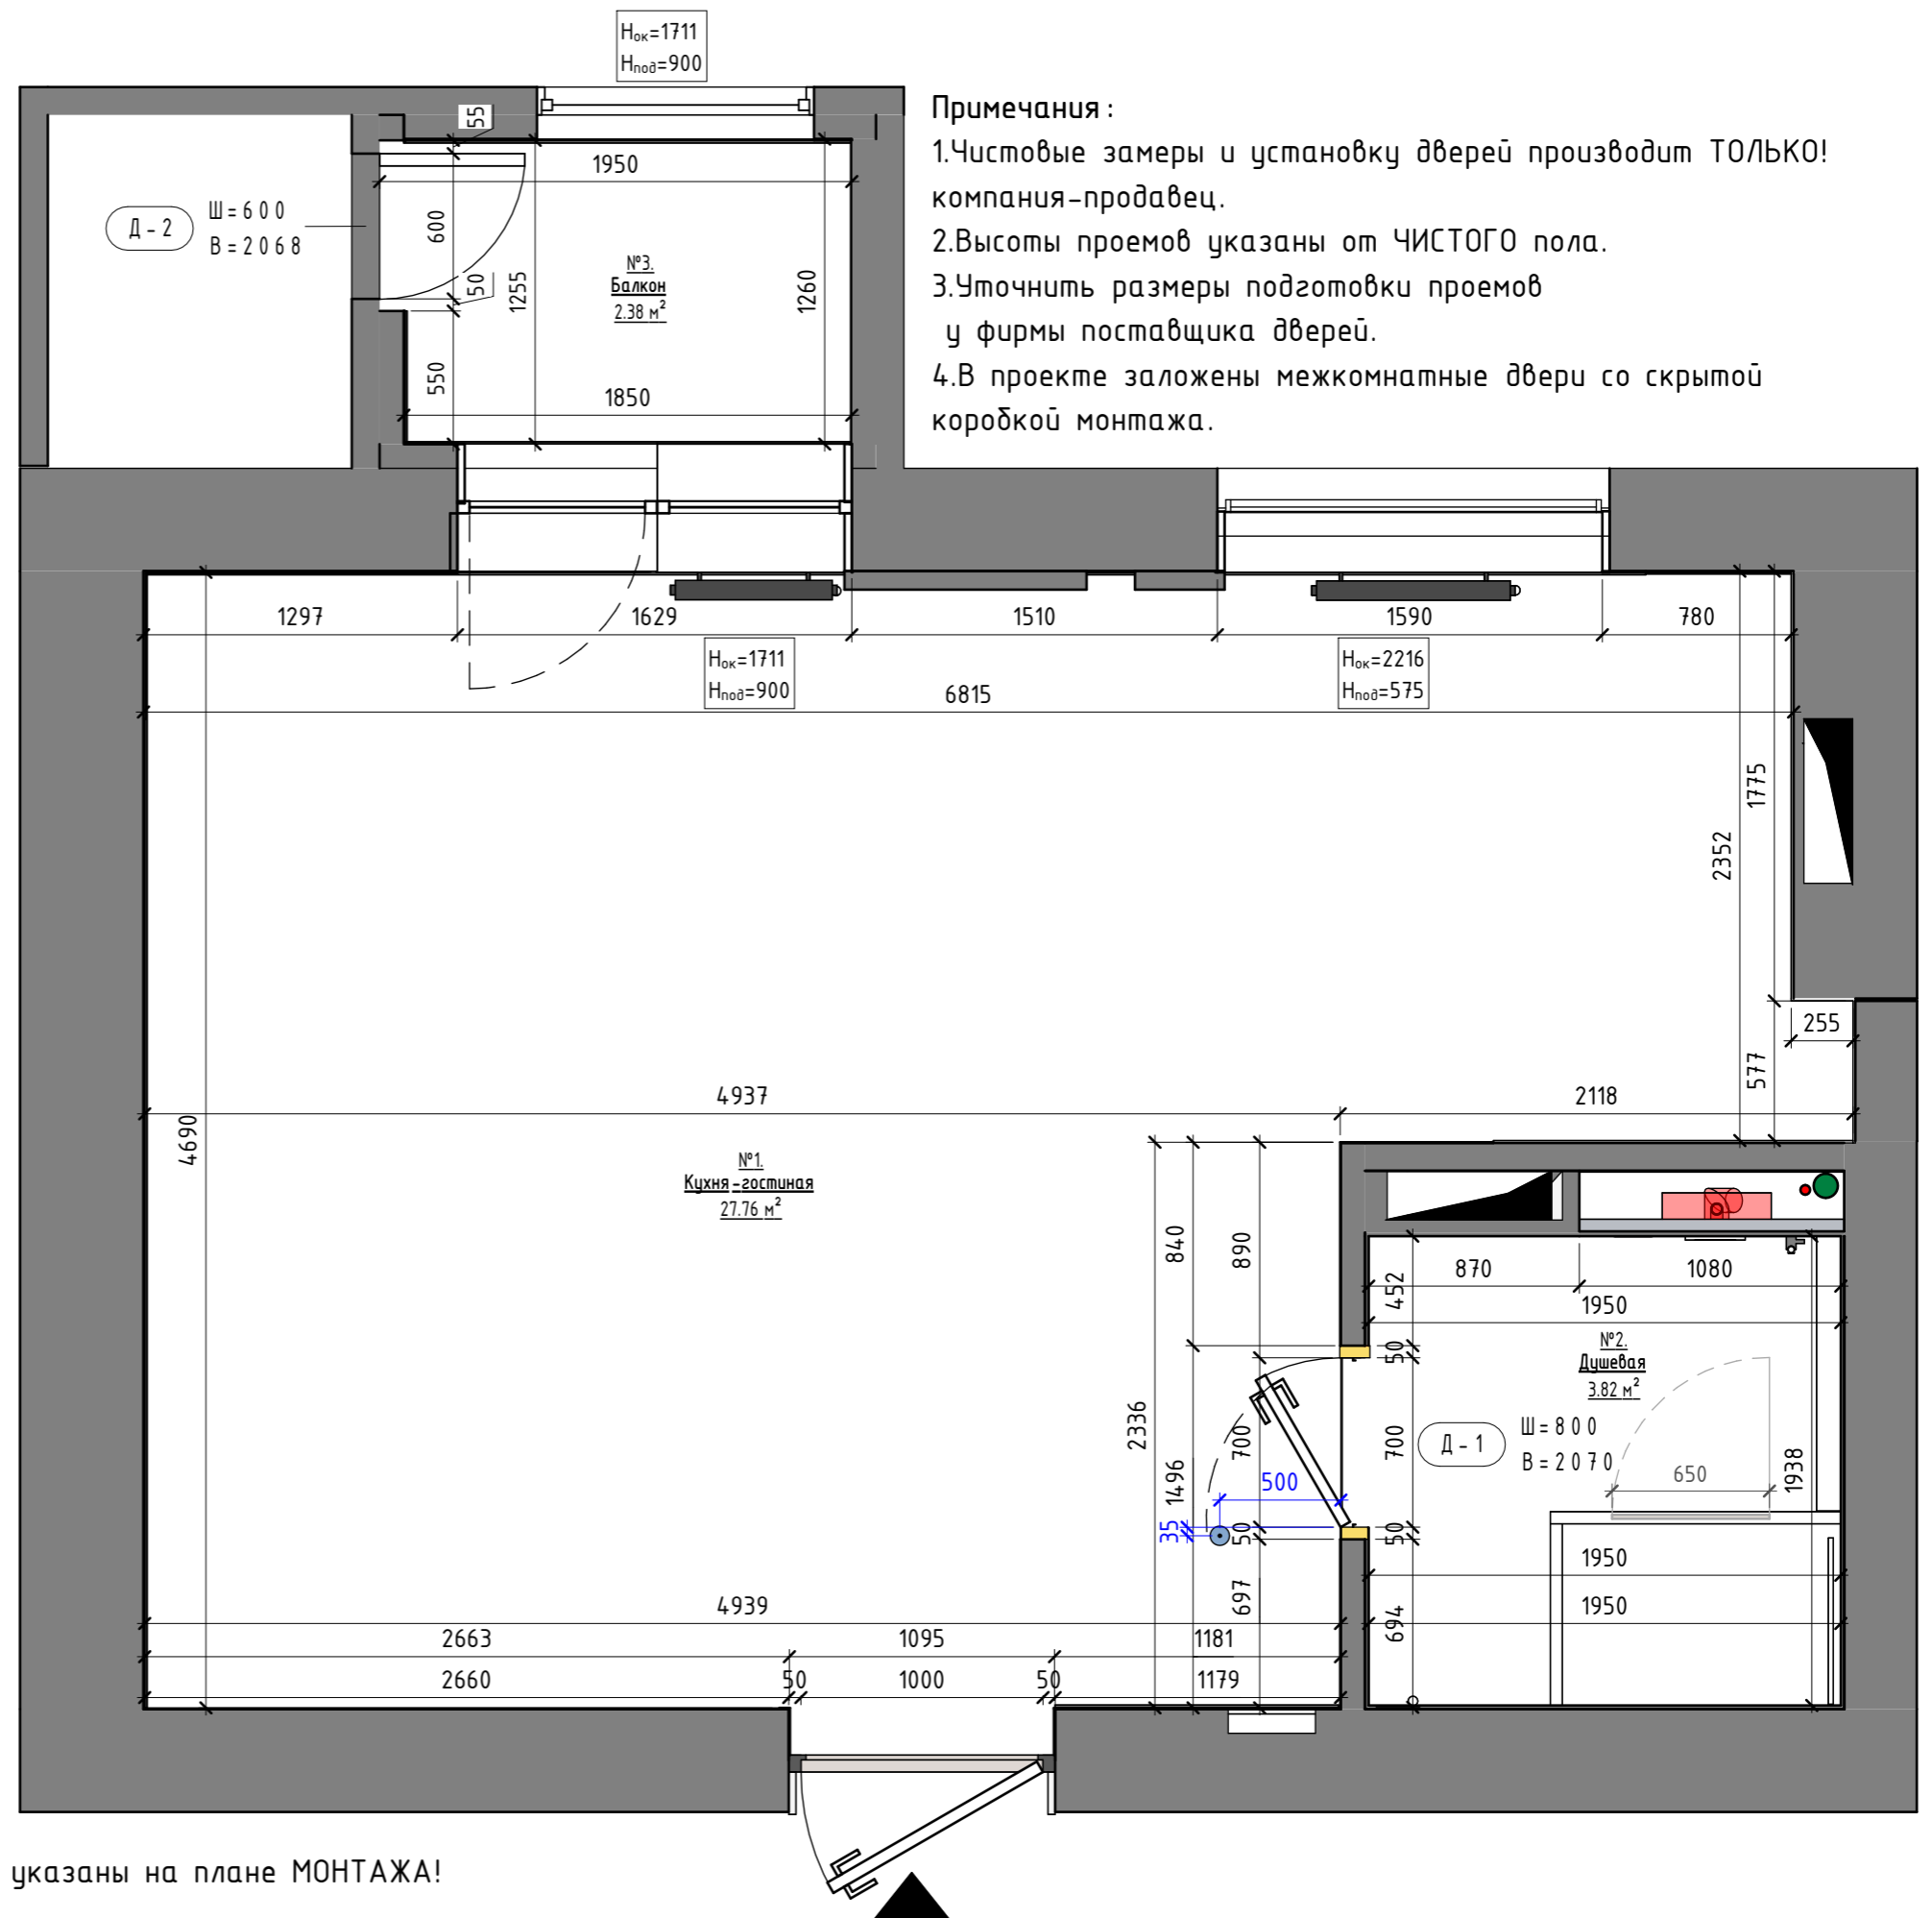 Hок=1711
Hпод=900
Примечания:
1.Чистовые замеры и установку дверей производит ТОЛЬКО!
компания-продавец.
2.Высоты проемов указаны от ЧИСТОГО пола.
3.Уточнить размеры подготовки проемов
у фирмы поставщика дверей.
4.В проекте заложены межкомнатные двери со скрытой
коробкой монтажа.
55
1950
Д-2
Ш=600
В=2068
600
50
1255
1260
№3.
Балкон
2.38 м²
550
1850
1297
1629
1510
1590
780
Hок=1711
Hпод=900
Hок=2216
Hпод=575
6815
1775
2352
255
577
4937
2118
4690
№1.
Кухня-гостиная
27.76 м²
840
890
870
1080
452
1950
50
№2.
Душевая
3.82 м²
2336
700
700
Д-1
Ш=800
В=2070
1496
500
650
1938
35
50
50
1950
697
694
4939
1950
2663
1095
1181
2660
50
1000
50
1179
указаны на плане МОНТАЖА!